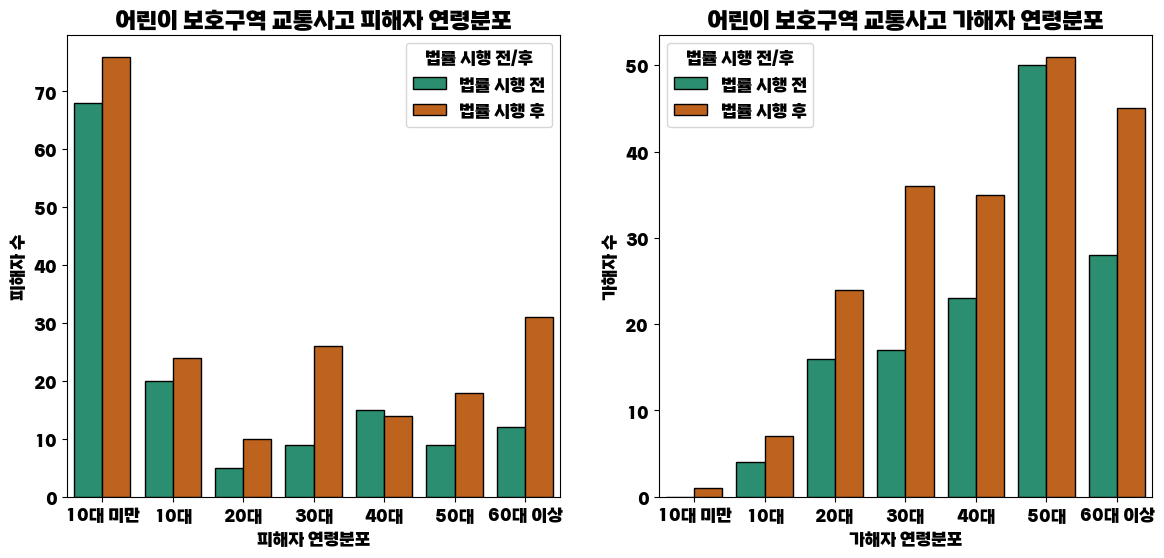 어린이 보호구역 교통사고 피해자 연령분포
법률 시행 전/후
법률 시행 전
법률 시행 후
피해자 수
70
60
50
40
30
20
10
0
10대 미만 10대 20대 30대 40대 50대 60대 이상
피해자 연령분포
어린이 보호구역 교통사고 가해자 연령분포
법률 시행 전/후
법률 시행 전
법률 시행 후
가해자 수
50
40
30
20
10
0
10대 미만 10대 20대 30대 40대 50대 60대 이상
가해자 연령분포